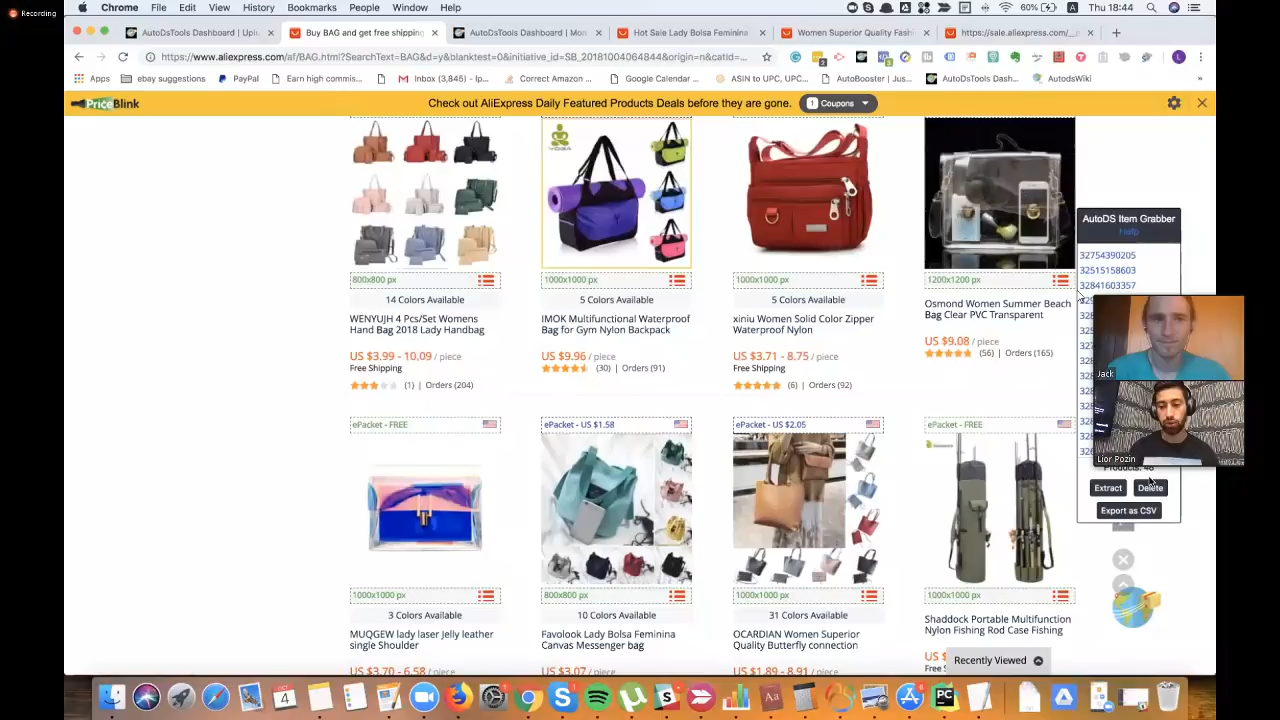 Recording
Chrome File Edit View History Bookmarks People Window Help
60% Thu 18:44
AutoDsTools Dashboard | Uplo
Buy BAG and get free shipping
AutoDSTools Dashboard | Mon
Hot Sale Lady Bolsa Feminina
Women Superior Quality Fashi
https://sale.aliexpress.com/__
https://www.aliexpress.com/af/BAG.html?SearchText=BAG&d=y&blanktest=0&initiative_id=SB_20181004064844&origin=n&catId=...
Apps ebay suggestions PayPal Earn high commis... Inbox (3,845) - Ip... Correct Amazon ... Google Calendar ... ASIN to UPC, UPC... AutoBooster | Jus... AutoDsTools Dash... AutodsWiki
PriceBlink
Check out AliExpress Daily Featured Products Deals before they are gone.
1 Coupons
YOGA
800x800 px
1000x1000 px
1000x1000 px
1200x1200 px
14 Colors Available
5 Colors Available
5 Colors Available
WENYUJH 4 Pcs/Set Womens
Hand Bag 2018 Lady Handbag
IMOK Multifunctional Waterproof
Bag for Gym Nylon Backpack
xiniu Women Solid Color Zipper
Waterproof Nylon
Osmond Women Summer Beach
Bag Clear PVC Transparent
US $3.99 - 10.09 / piece
Free Shipping
(1) | Orders (204)
US $9.96 / piece
(30) | Orders (91)
US $3.71 - 8.75 / piece
Free Shipping
(6) | Orders (92)
US $9.08 / piece
(56) | Orders (165)
AutoDS Item Grabber
Help
32754390205
32515158603
32841603357
Jack
Lior Pozin
Products: 48
Extract
Delete
Export as CSV
ePacket - FREE
ePacket - US $1.58
ePacket - US $2.05
ePacket - FREE
1000x1000 px
800x800 px
1000x1000 px
1000x1000 px
3 Colors Available
10 Colors Available
31 Colors Available
MUQGEW lady laser Jelly leather
single Shoulder
Favolook Lady Bolsa Feminina
Canvas Messenger bag
OCARDIAN Women Superior
Quality Butterfly connection
Shaddock Portable Multifunction
Nylon Fishing Rod Case Fishing
US $3.70 - 6.58 / piece
US $3.07 / piece
US $1.89 - 8.91 / piece
US $
Free S
Recently Viewed